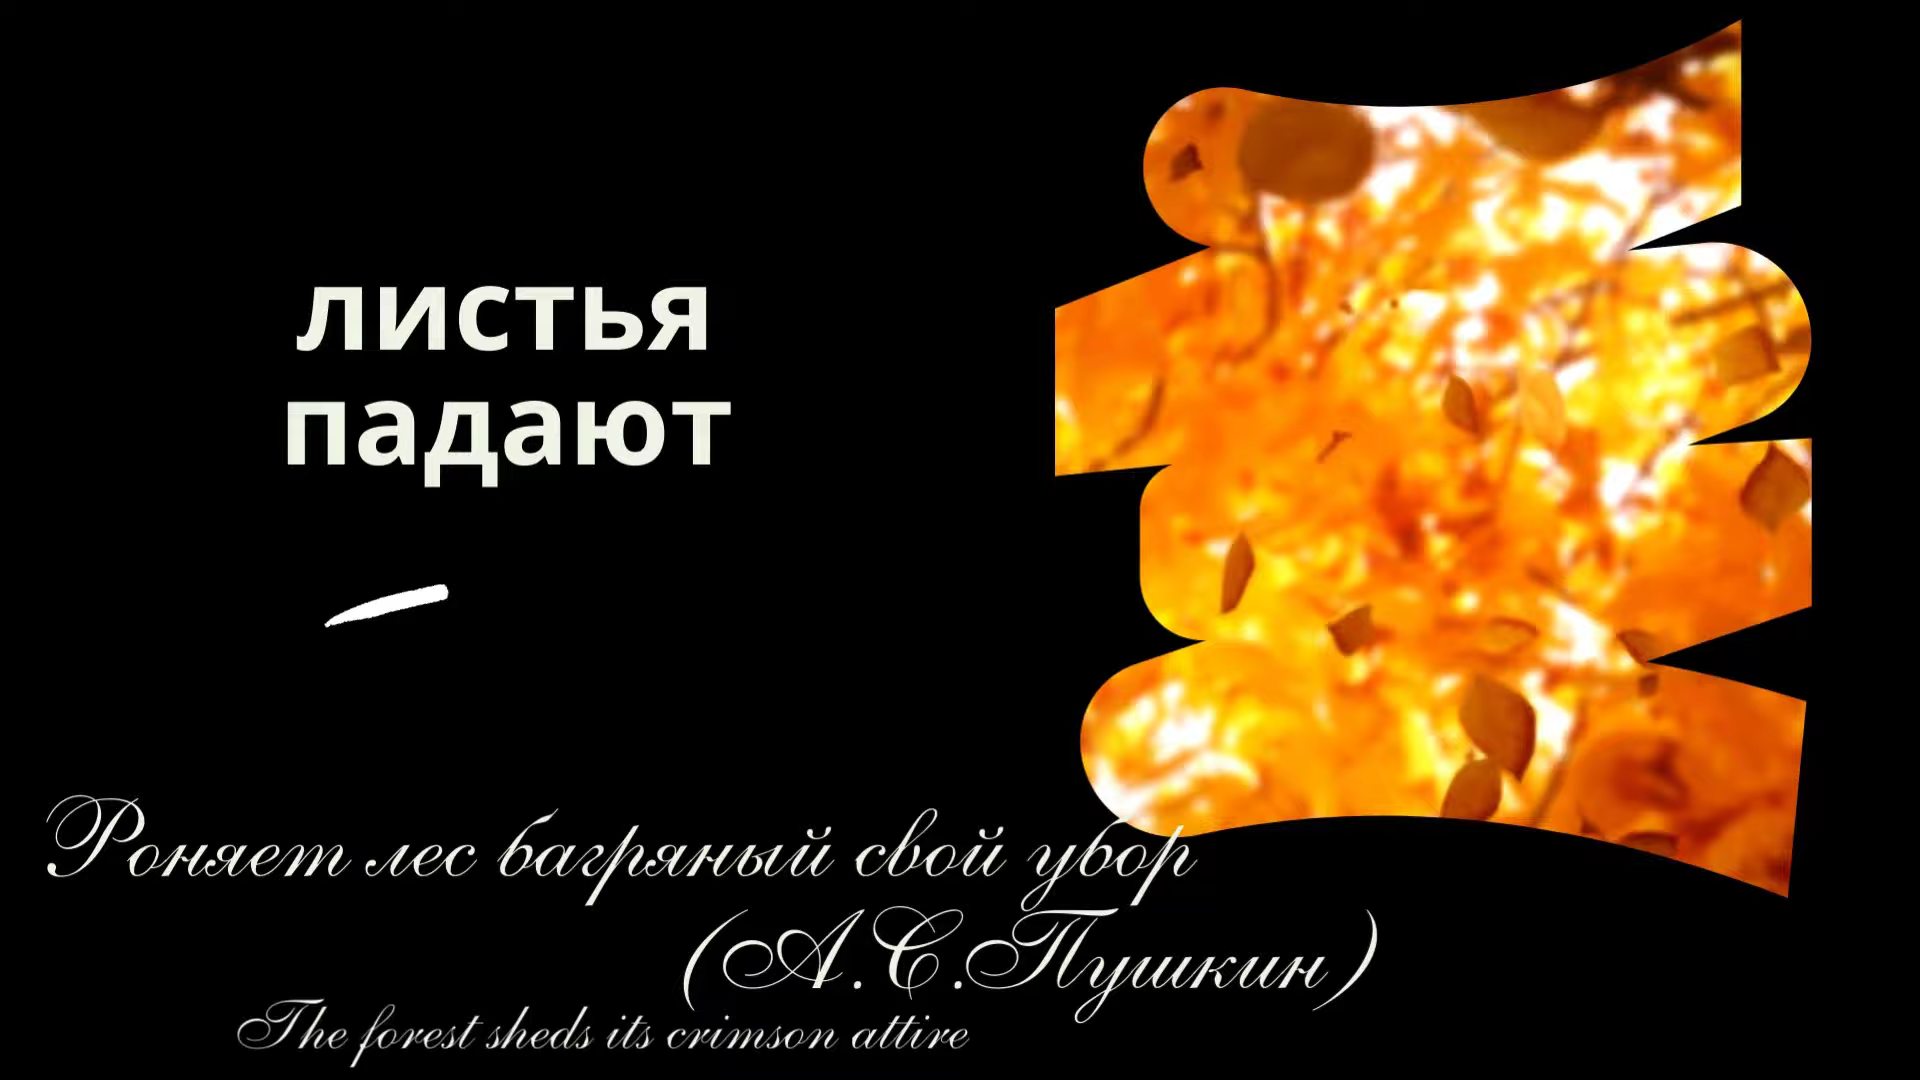 листья
падают
Роняет лес багряный свой убор
(А.С.Пушкин)
The forest sheds its crimson attire